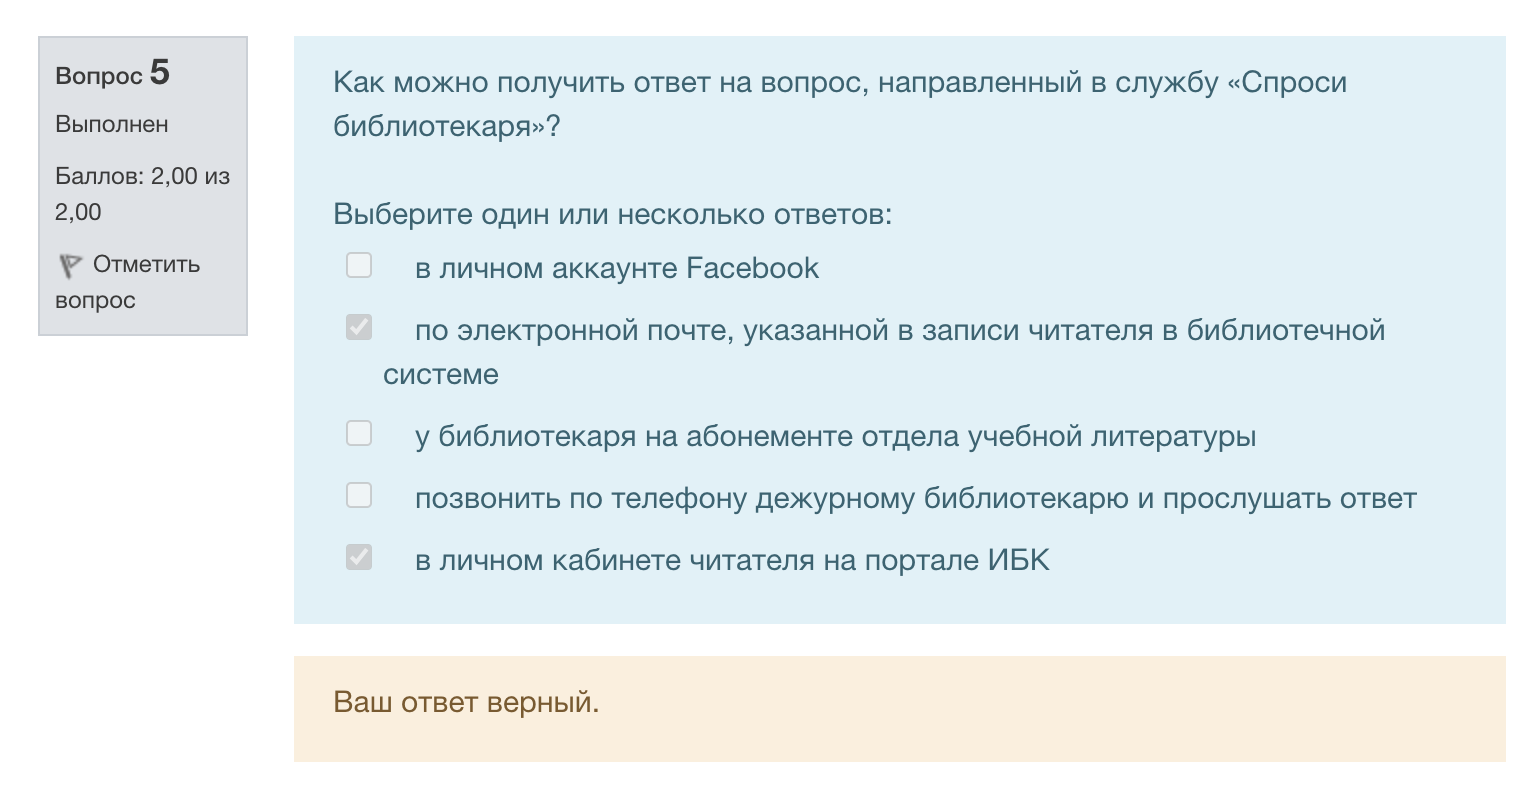 Вопрос 5
Выполнен
Баллов: 2,00 из
2,00
Отметить
вопрос
Как можно получить ответ на вопрос, направленный в службу «Спроси
библиотекаря»?
Выберите один или несколько ответов:
в личном аккаунте Facebook
по электронной почте, указанной в записи читателя в библиотечной
системе
у библиотекаря на абонементе отдела учебной литературы
позвонить по телефону дежурному библиотекарю и прослушать ответ
в личном кабинете читателя на портале ИБК
Ваш ответ верный.